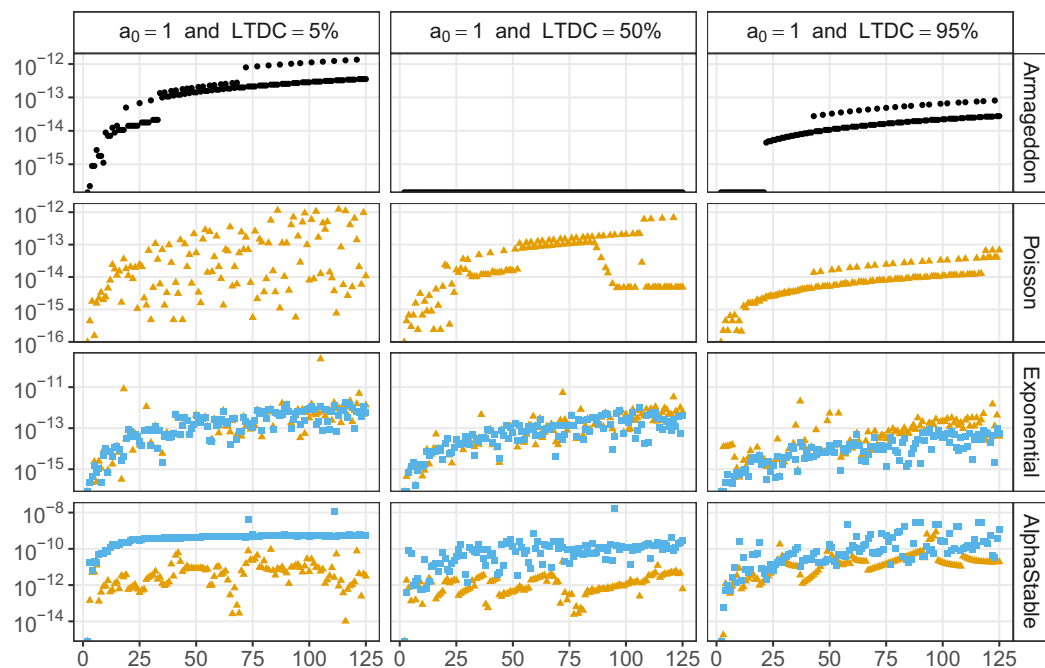 a₀ = 1 and LTDC = 5% a₀ = 1 and LTDC = 50% a₀ = 1 and LTDC = 95%
10⁻¹²
10⁻¹³
10⁻¹⁴
10⁻¹⁵
Armageddon
10⁻¹²
10⁻¹³
10⁻¹⁴
10⁻¹⁵
10⁻¹⁶
Poisson
10⁻¹¹
10⁻¹³
10⁻¹⁵
Exponential
10⁻⁸
10⁻¹⁰
10⁻¹²
10⁻¹⁴
AlphaStable
0 25 50 75 100 125 0 25 50 75 100 125 0 25 50 75 100 125